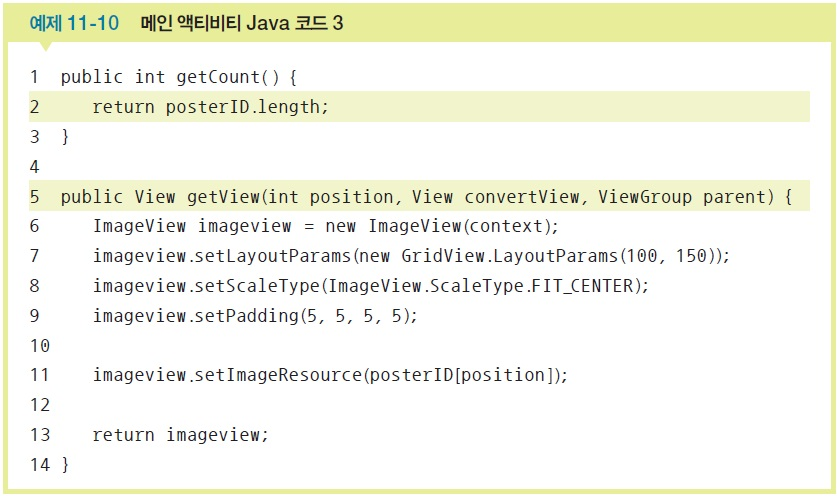 예제 11-10 메인 액티비티 Java 코드 3
1 public int getCount() {
2 return posterID.length;
3 }
4
5 public View getView(int position, View convertView, ViewGroup parent) {
6 ImageView imageview = new ImageView(context);
7 imageview.setLayoutParams(new GridView.LayoutParams(100, 150));
8 imageview.setScaleType(ImageView.ScaleType.FIT_CENTER);
9 imageview.setPadding(5, 5, 5, 5);
10
11 imageview.setImageResource(posterID[position]);
12
13 return imageview;
14 }